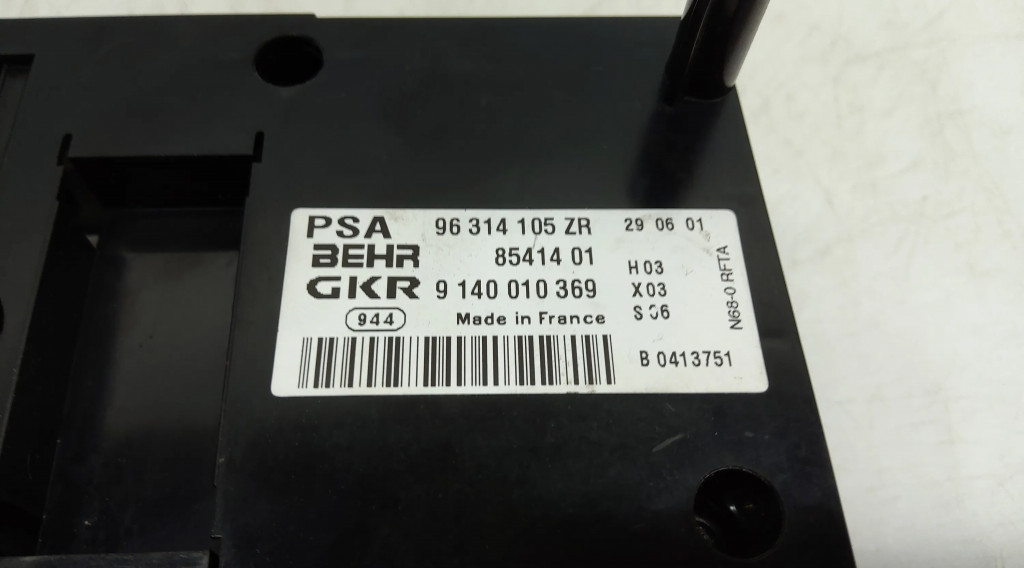 PSA 96 314 105 ZR 29 06 01
BEHR 85414 01
H 03
GKR 9 140 010 369 X 03
944 Made in France
B 0413751
N68-0 RFTA